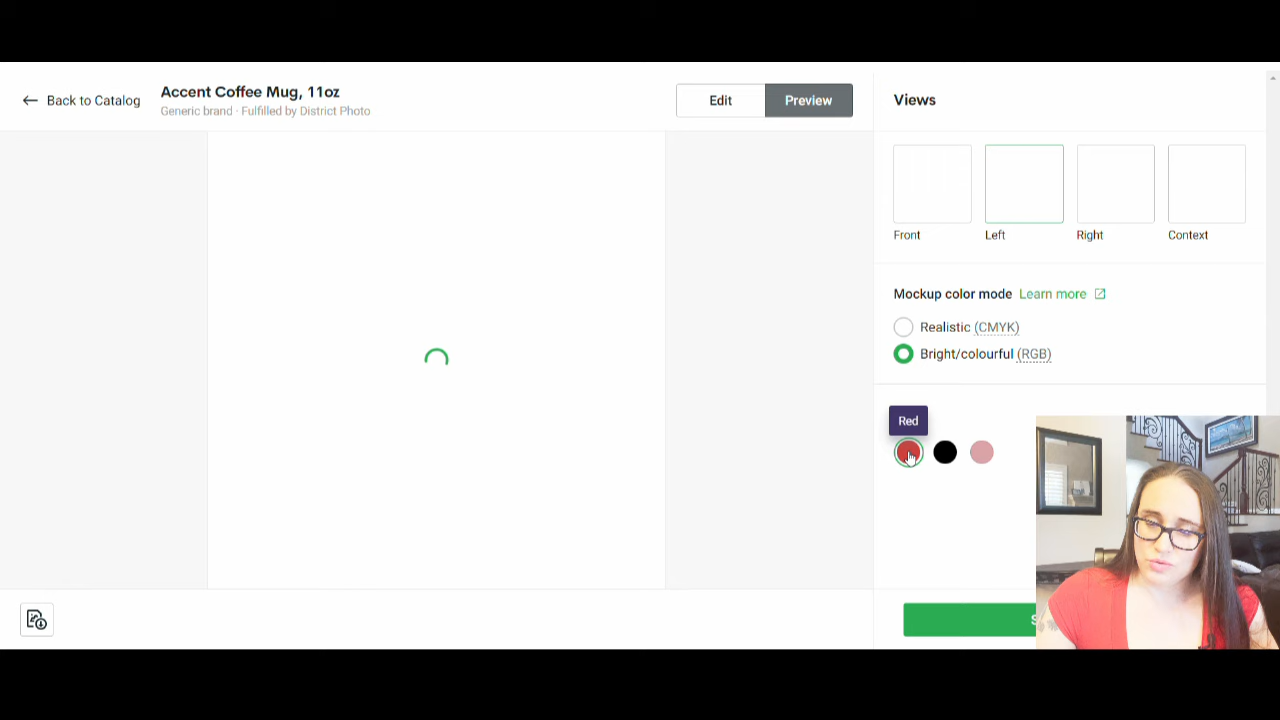 Back to Catalog
Accent Coffee Mug, 11oz
Generic brand · Fulfilled by District Photo
Edit
Preview
Views
Front
Left
Right
Context
Mockup color mode Learn more
Realistic (CMYK)
Bright/colourful (RGB)
Red